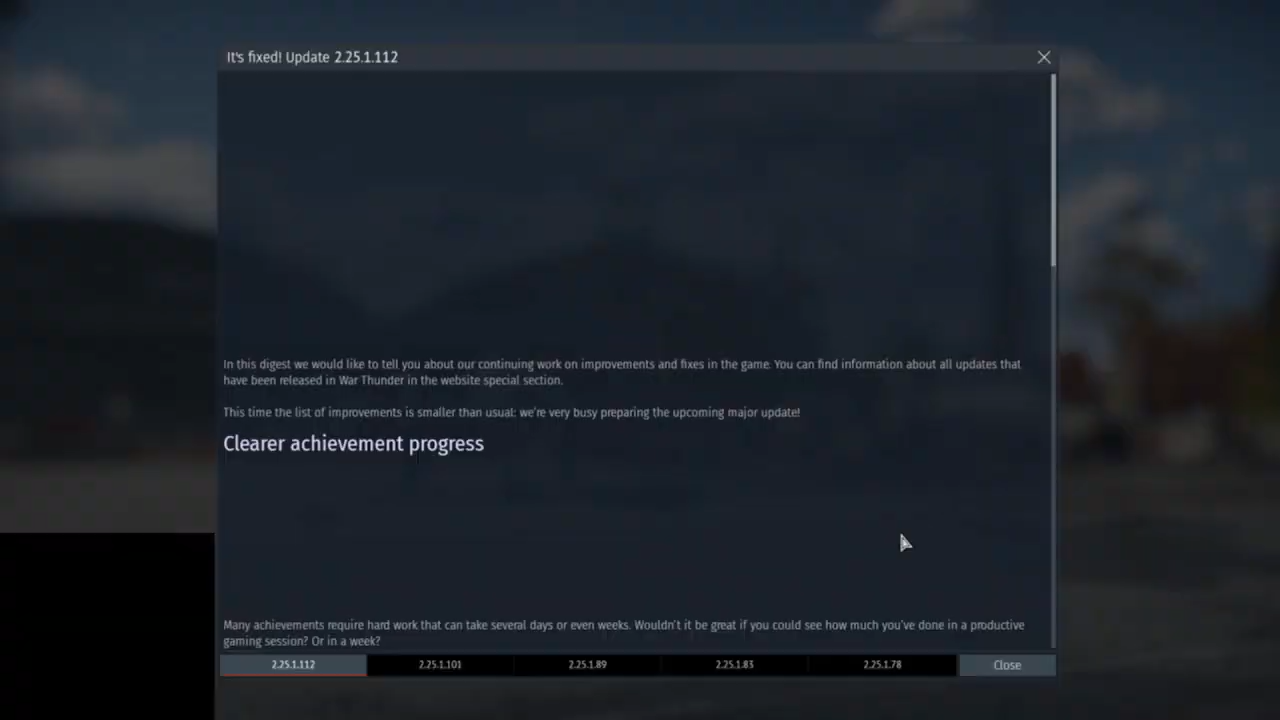 It's fixed! Update 2.25.1.112
In this digest we would like to tell you about our continuing work on improvements and fixes in the game. You can find information about all updates that
have been released in War Thunder in the website special section.
This time the list of improvements is smaller than usual: we're very busy preparing the upcoming major update!
Clearer achievement progress
Many achievements require hard work that can take several days or even weeks. Wouldn't it be great if you could see how much you've done in a productive
gaming session? Or in a week?
2.25.1.112 2.25.1.101 2.25.1.89 2.25.1.83 2.25.1.78 Close